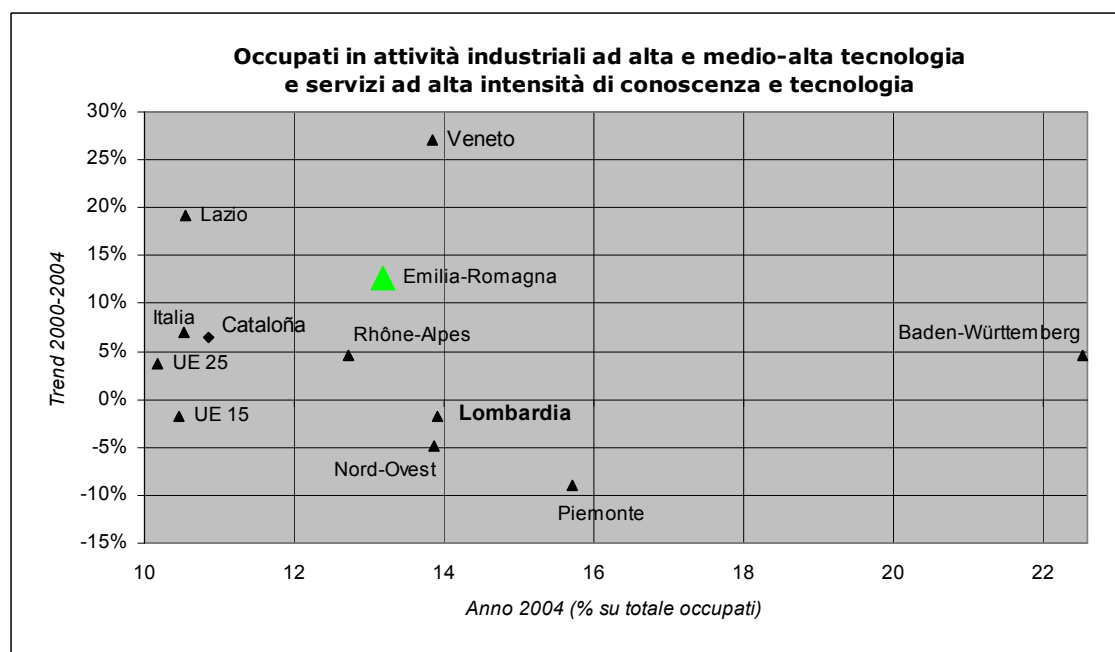 Occupati in attività industriali ad alta e medio-alta tecnologia
e servizi ad alta intensità di conoscenza e tecnologia
30%
25%
20%
15%
10%
5%
0%
-5%
-10%
-15%
Trend 2000-2004
Veneto
Lazio
Emilia-Romagna
Italia
Cataloña
Rhône-Alpes
Baden-Württemberg
UE 25
UE 15
Lombardia
Nord-Ovest
Piemonte
10 12 14 16 18 20 22
Anno 2004 (% su totale occupati)